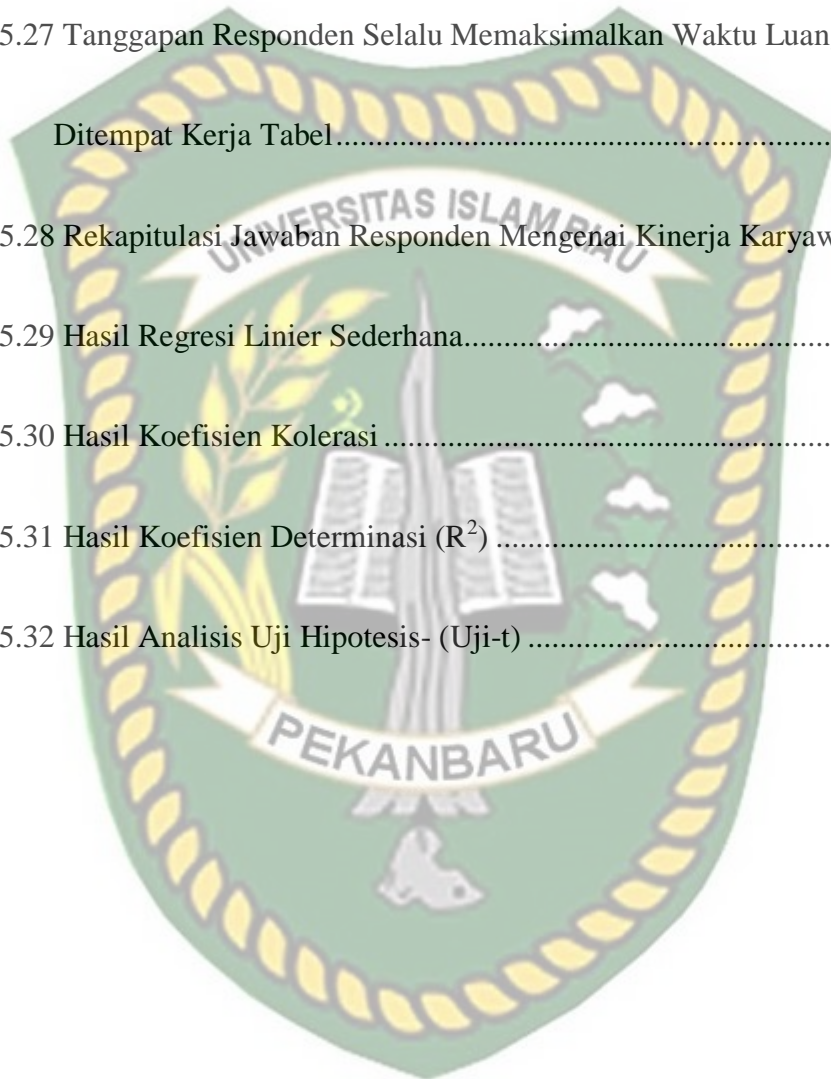 5.27 Tanggapan Responden Selalu Memaksimalkan Waktu Luan
Ditempat Kerja Tabel.......................................................
UNIVERSITAS ISLAM RIAU
5.28 Rekapitulasi Jawaban Responden Mengenai Kinerja Karyaw
5.29 Hasil Regresi Linier Sederhana..........................................
5.30 Hasil Koefisien Kolerasi ..................................................
5.31 Hasil Koefisien Determinasi (R²) .....................................
5.32 Hasil Analisis Uji Hipotesis- (Uji-t) .................................
PEKANBARU